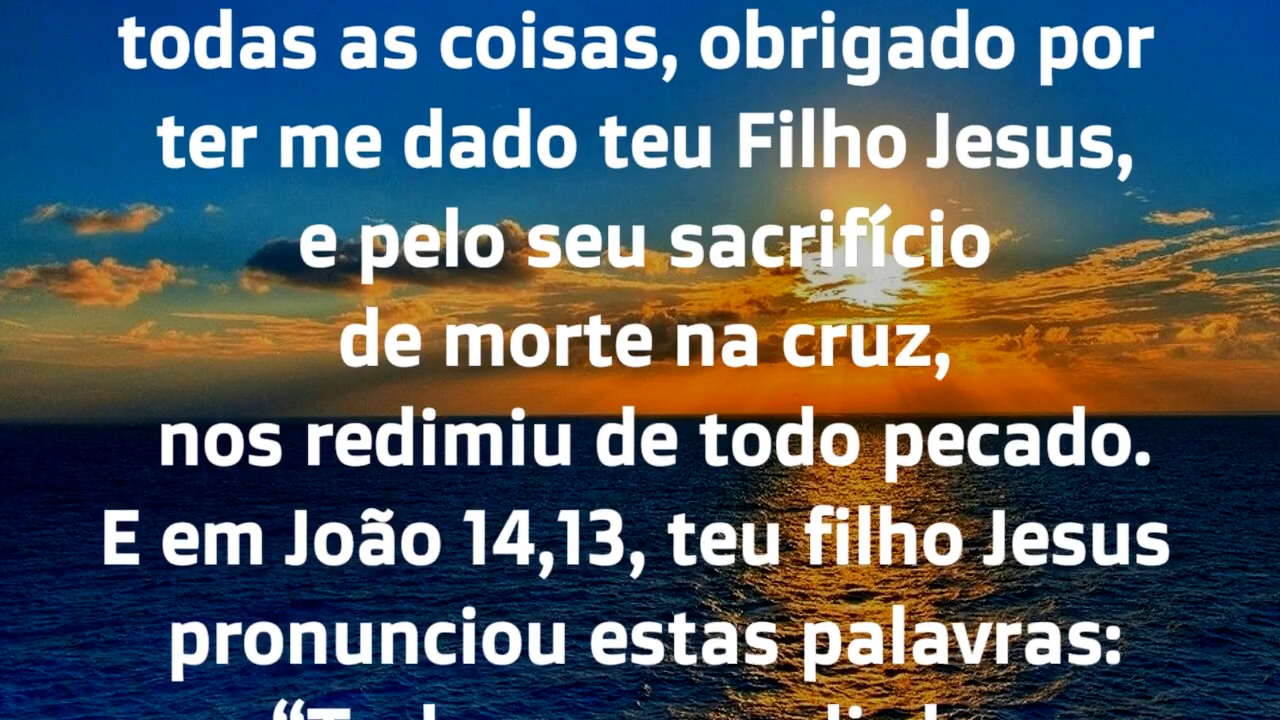 todas as coisas, obrigado por
ter me dado teu Filho Jesus,
e pelo seu sacrifício
de morte na cruz,
nos redimiu de todo pecado.
E em João 14,13, teu filho Jesus
pronunciou estas palavras: